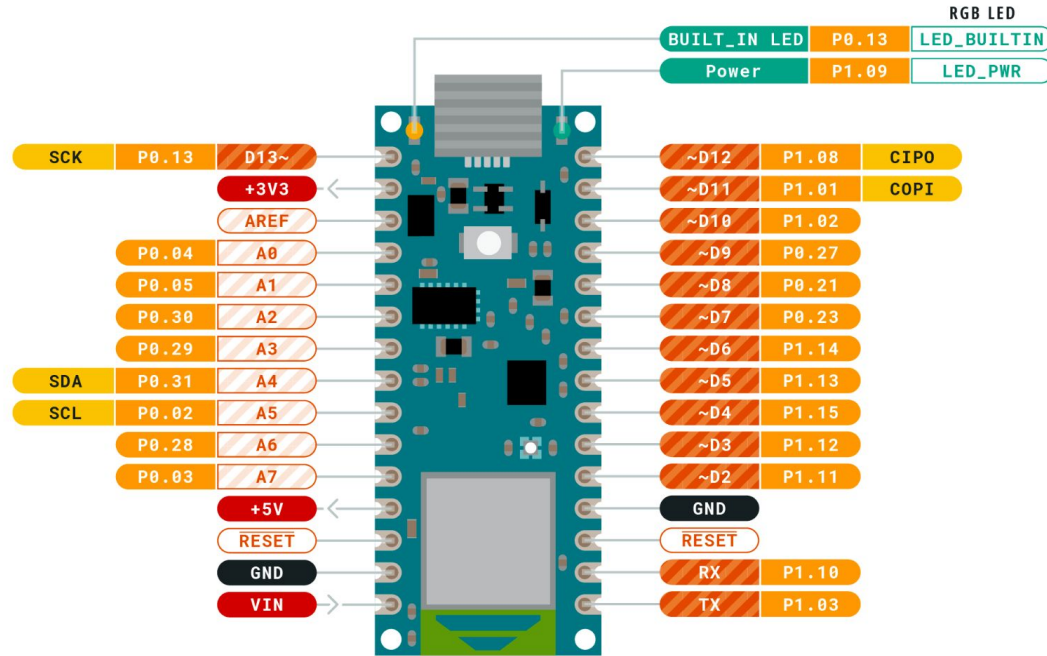 RGB LED
BUILT_IN LED P0.13 LED_BUILTIN
Power P1.09 LED_PWR
SCK P0.13 D13~
+3V3
AREF
P0.04 A0
P0.05 A1
P0.30 A2
P0.29 A3
SDA P0.31 A4
SCL P0.02 A5
P0.28 A6
P0.03 A7
+5V
RESET
GND
VIN
~D12 P1.08 CIPO
~D11 P1.01 COPI
~D10 P1.02
~D9 P0.27
~D8 P0.21
~D7 P0.23
~D6 P1.14
~D5 P1.13
~D4 P1.15
~D3 P1.12
~D2 P1.11
GND
RESET
RX P1.10
TX P1.03